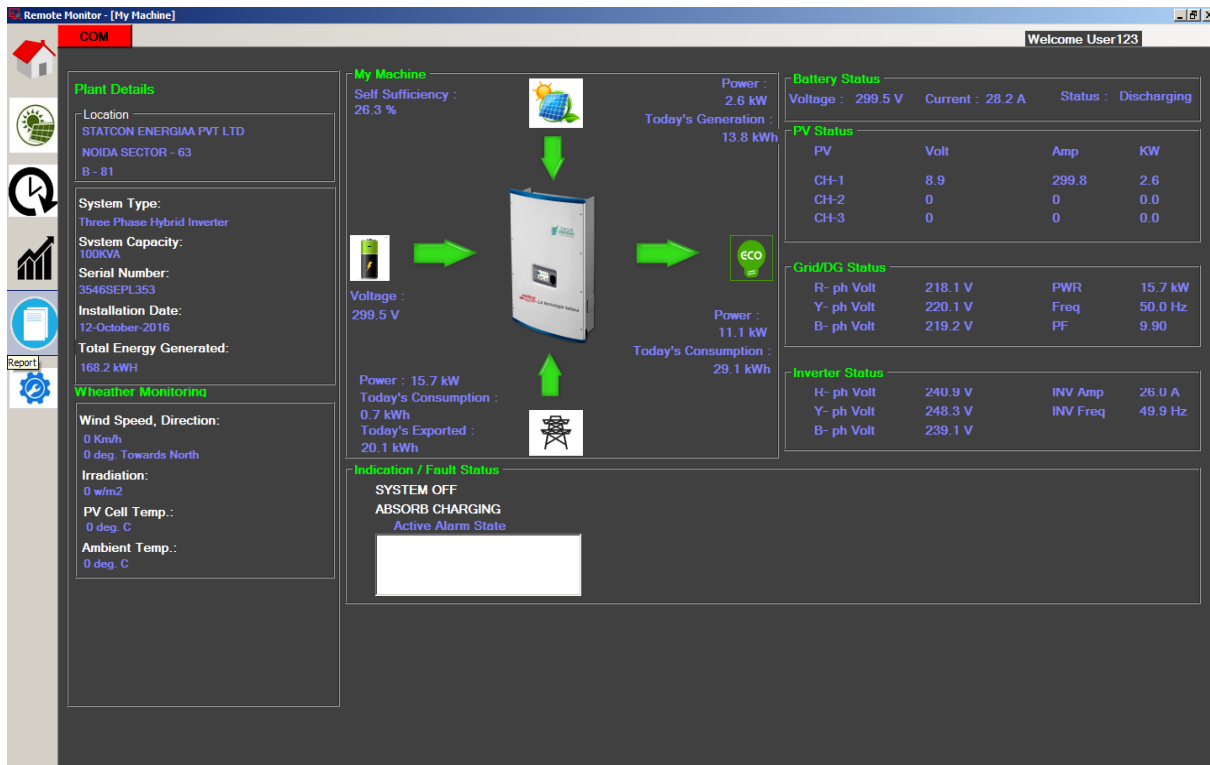 Remote Monitor - [My Machine]
COM
Welcome User123
Plant Details
Location
STATCON ENERGIAA PVT LTD
NOIDA SECTOR - 63
B - 81
System Type:
Three Phase Hybrid Inverter
System Capacity:
100KVA
Serial Number:
3546SEPL353
Installation Date:
12-October-2016
Total Energy Generated:
168.2 kWH
Report
Wheather Monitoring
Wind Speed, Direction:
0 Km/h
0 deg. Towards North
Irradiation:
0 w/m2
PV Cell Temp.:
0 deg. C
Ambient Temp.:
0 deg. C
My Machine
Self Sufficiency :
26.3 %
Power :
2.6 kW
Today's Generation :
13.8 kWh
ECO
Voltage :
299.5 V
Power :
11.1 kW
Today's Consumption :
29.1 kWh
Power : 15.7 kW
Today's Consumption :
0.7 kWh
Today's Exported :
20.1 kWh
Battery Status
Voltage : 299.5 V Current : 28.2 A Status : Discharging
PV Status
PV Volt Amp KW
CH-1 8.9 299.8 2.6
CH-2 0 0 0.0
CH-3 0 0 0.0
Grid/DG Status
R- ph Volt 218.1 V PWR 15.7 kW
Y- ph Volt 220.1 V Freq 50.0 Hz
B- ph Volt 219.2 V PF 9.90
Inverter Status
R- ph Volt 240.9 V INV Amp 26.0 A
Y- ph Volt 248.3 V INV Freq 49.9 Hz
B- ph Volt 239.1 V
Indication / Fault Status
SYSTEM OFF
ABSORB CHARGING
Active Alarm State